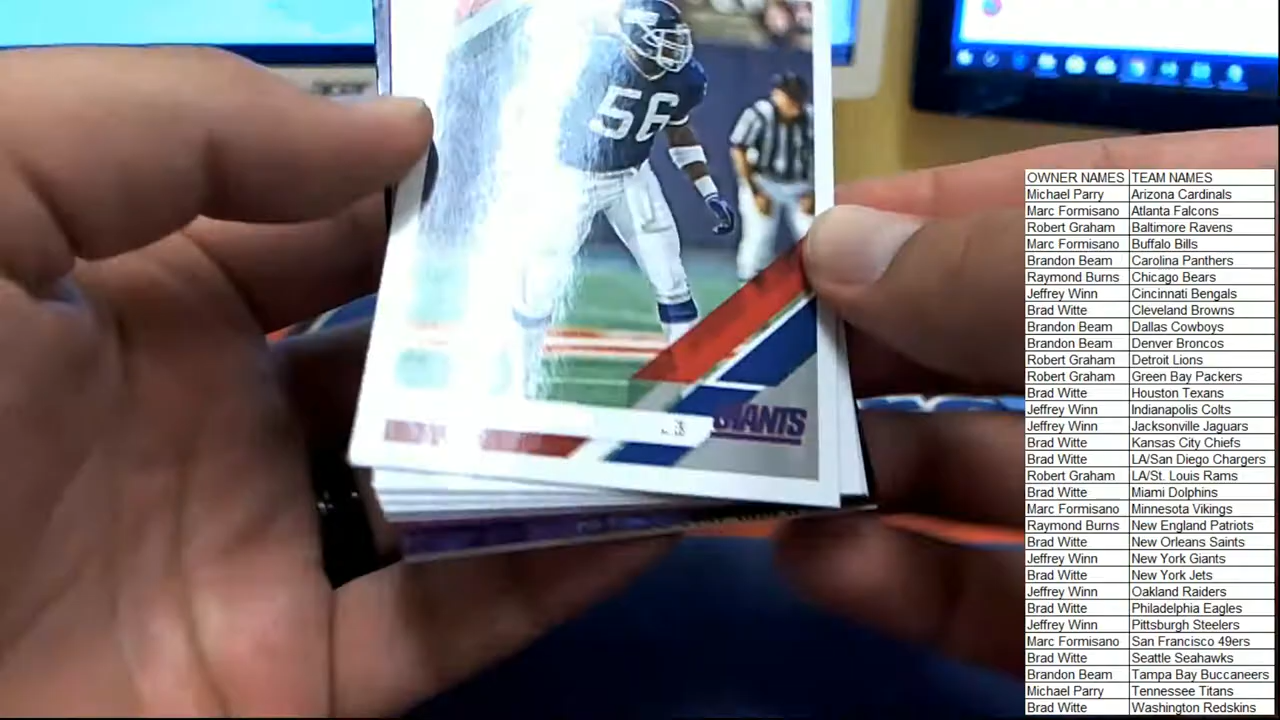 56
GIANTS
OWNER NAMES TEAM NAMES
Michael Parry Arizona Cardinals
Marc Formisano Atlanta Falcons
Robert Graham Baltimore Ravens
Marc Formisano Buffalo Bills
Brandon Beam Carolina Panthers
Raymond Burns Chicago Bears
Jeffrey Winn Cincinnati Bengals
Brad Witte Cleveland Browns
Brandon Beam Dallas Cowboys
Brandon Beam Denver Broncos
Robert Graham Detroit Lions
Robert Graham Green Bay Packers
Brad Witte Houston Texans
Jeffrey Winn Indianapolis Colts
Jeffrey Winn Jacksonville Jaguars
Brad Witte Kansas City Chiefs
Brad Witte LA/San Diego Chargers
Robert Graham LA/St. Louis Rams
Brad Witte Miami Dolphins
Marc Formisano Minnesota Vikings
Raymond Burns New England Patriots
Brad Witte New Orleans Saints
Jeffrey Winn New York Giants
Brad Witte New York Jets
Jeffrey Winn Oakland Raiders
Brad Witte Philadelphia Eagles
Jeffrey Winn Pittsburgh Steelers
Marc Formisano San Francisco 49ers
Brad Witte Seattle Seahawks
Brandon Beam Tampa Bay Buccaneers
Michael Parry Tennessee Titans
Brad Witte Washington Redskins